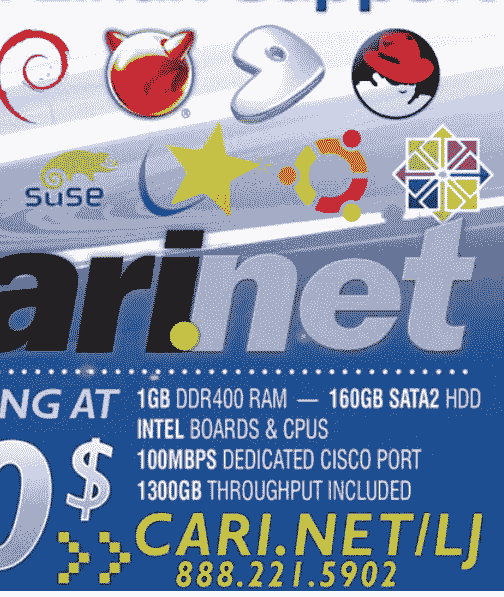 Support
®
suse
ari.net
NG AT
0$
1GB DDR400 RAM — 160GB SATA2 HDD
INTEL BOARDS & CPUS
100MBPS DEDICATED CISCO PORT
1300GB THROUGHPUT INCLUDED
>> CARI.NET/LJ
888.221.5902